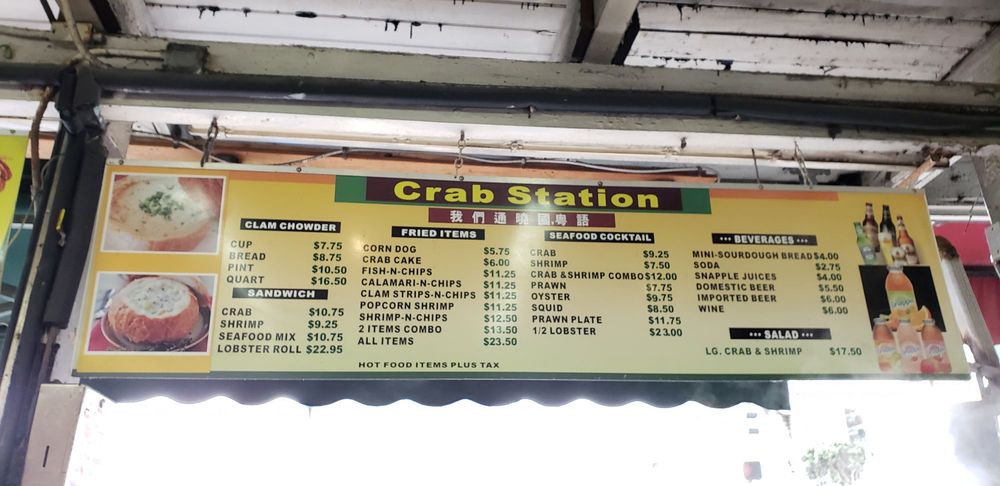 Crab Station
我們通曉國粵語
CLAM CHOWDER
CUP $7.75
BREAD $8.75
PINT $10.50
QUART $16.50
SANDWICH
CRAB $10.75
SHRIMP $9.25
SEAFOOD MIX $10.75
LOBSTER ROLL $22.95
FRIED ITEMS
CORN DOG $5.75
CRAB CAKE $6.00
FISH-N-CHIPS $11.25
CALAMARI-N-CHIPS $11.25
CLAM STRIPS-N-CHIPS $11.25
POPCORN SHRIMP $11.25
SHRIMP-N-CHIPS $12.50
2 ITEMS COMBO $13.50
ALL ITEMS $23.50
HOT FOOD ITEMS PLUS TAX
SEAFOOD COCKTAIL
CRAB $9.25
SHRIMP $7.50
CRAB & SHRIMP COMBO $12.00
PRAWN $7.75
OYSTER $9.75
SQUID $8.50
PRAWN PLATE $11.75
1/2 LOBSTER $23.00
••• BEVERAGES •••
MINI-SOURDOUGH BREAD $4.00
SODA $2.75
SNAPPLE JUICES $4.00
DOMESTIC BEER $5.50
IMPORTED BEER $6.00
WINE $6.00
••• SALAD •••
LG. CRAB & SHRIMP $17.50